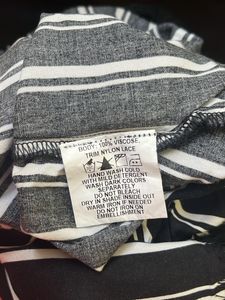 BODY: 100% VISCOSE,
TRIM NYLON LACE
HAND WASH COLD
WITH MILD DETERGENT
WASH DARK COLORS
SEPARATELY
DO NOT BLEACH
DRY IN SHADE INSIDE OUT
WARM IRON IF NEEDED
DO NOT IRON ON
EMBELLISHMENT